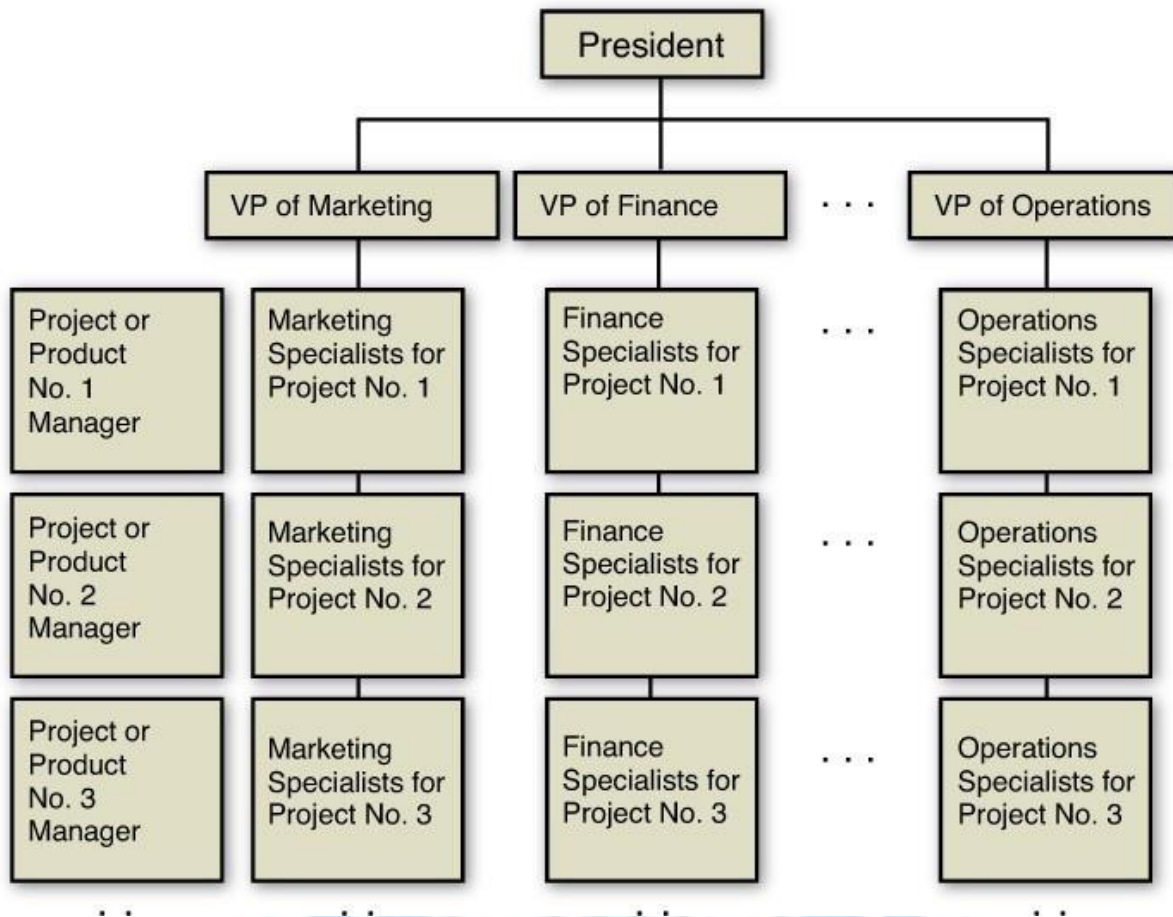 President
VP of Marketing
VP of Finance
. . .
VP of Operations
Project or
Product
No. 1
Manager
Marketing
Specialists for
Project No. 1
Finance
Specialists for
Project No. 1
. . .
Operations
Specialists for
Project No. 1
Project or
Product
No. 2
Manager
Marketing
Specialists for
Project No. 2
Finance
Specialists for
Project No. 2
. . .
Operations
Specialists for
Project No. 2
Project or
Product
No. 3
Manager
Marketing
Specialists for
Project No. 3
Finance
Specialists for
Project No. 3
. . .
Operations
Specialists for
Project No. 3